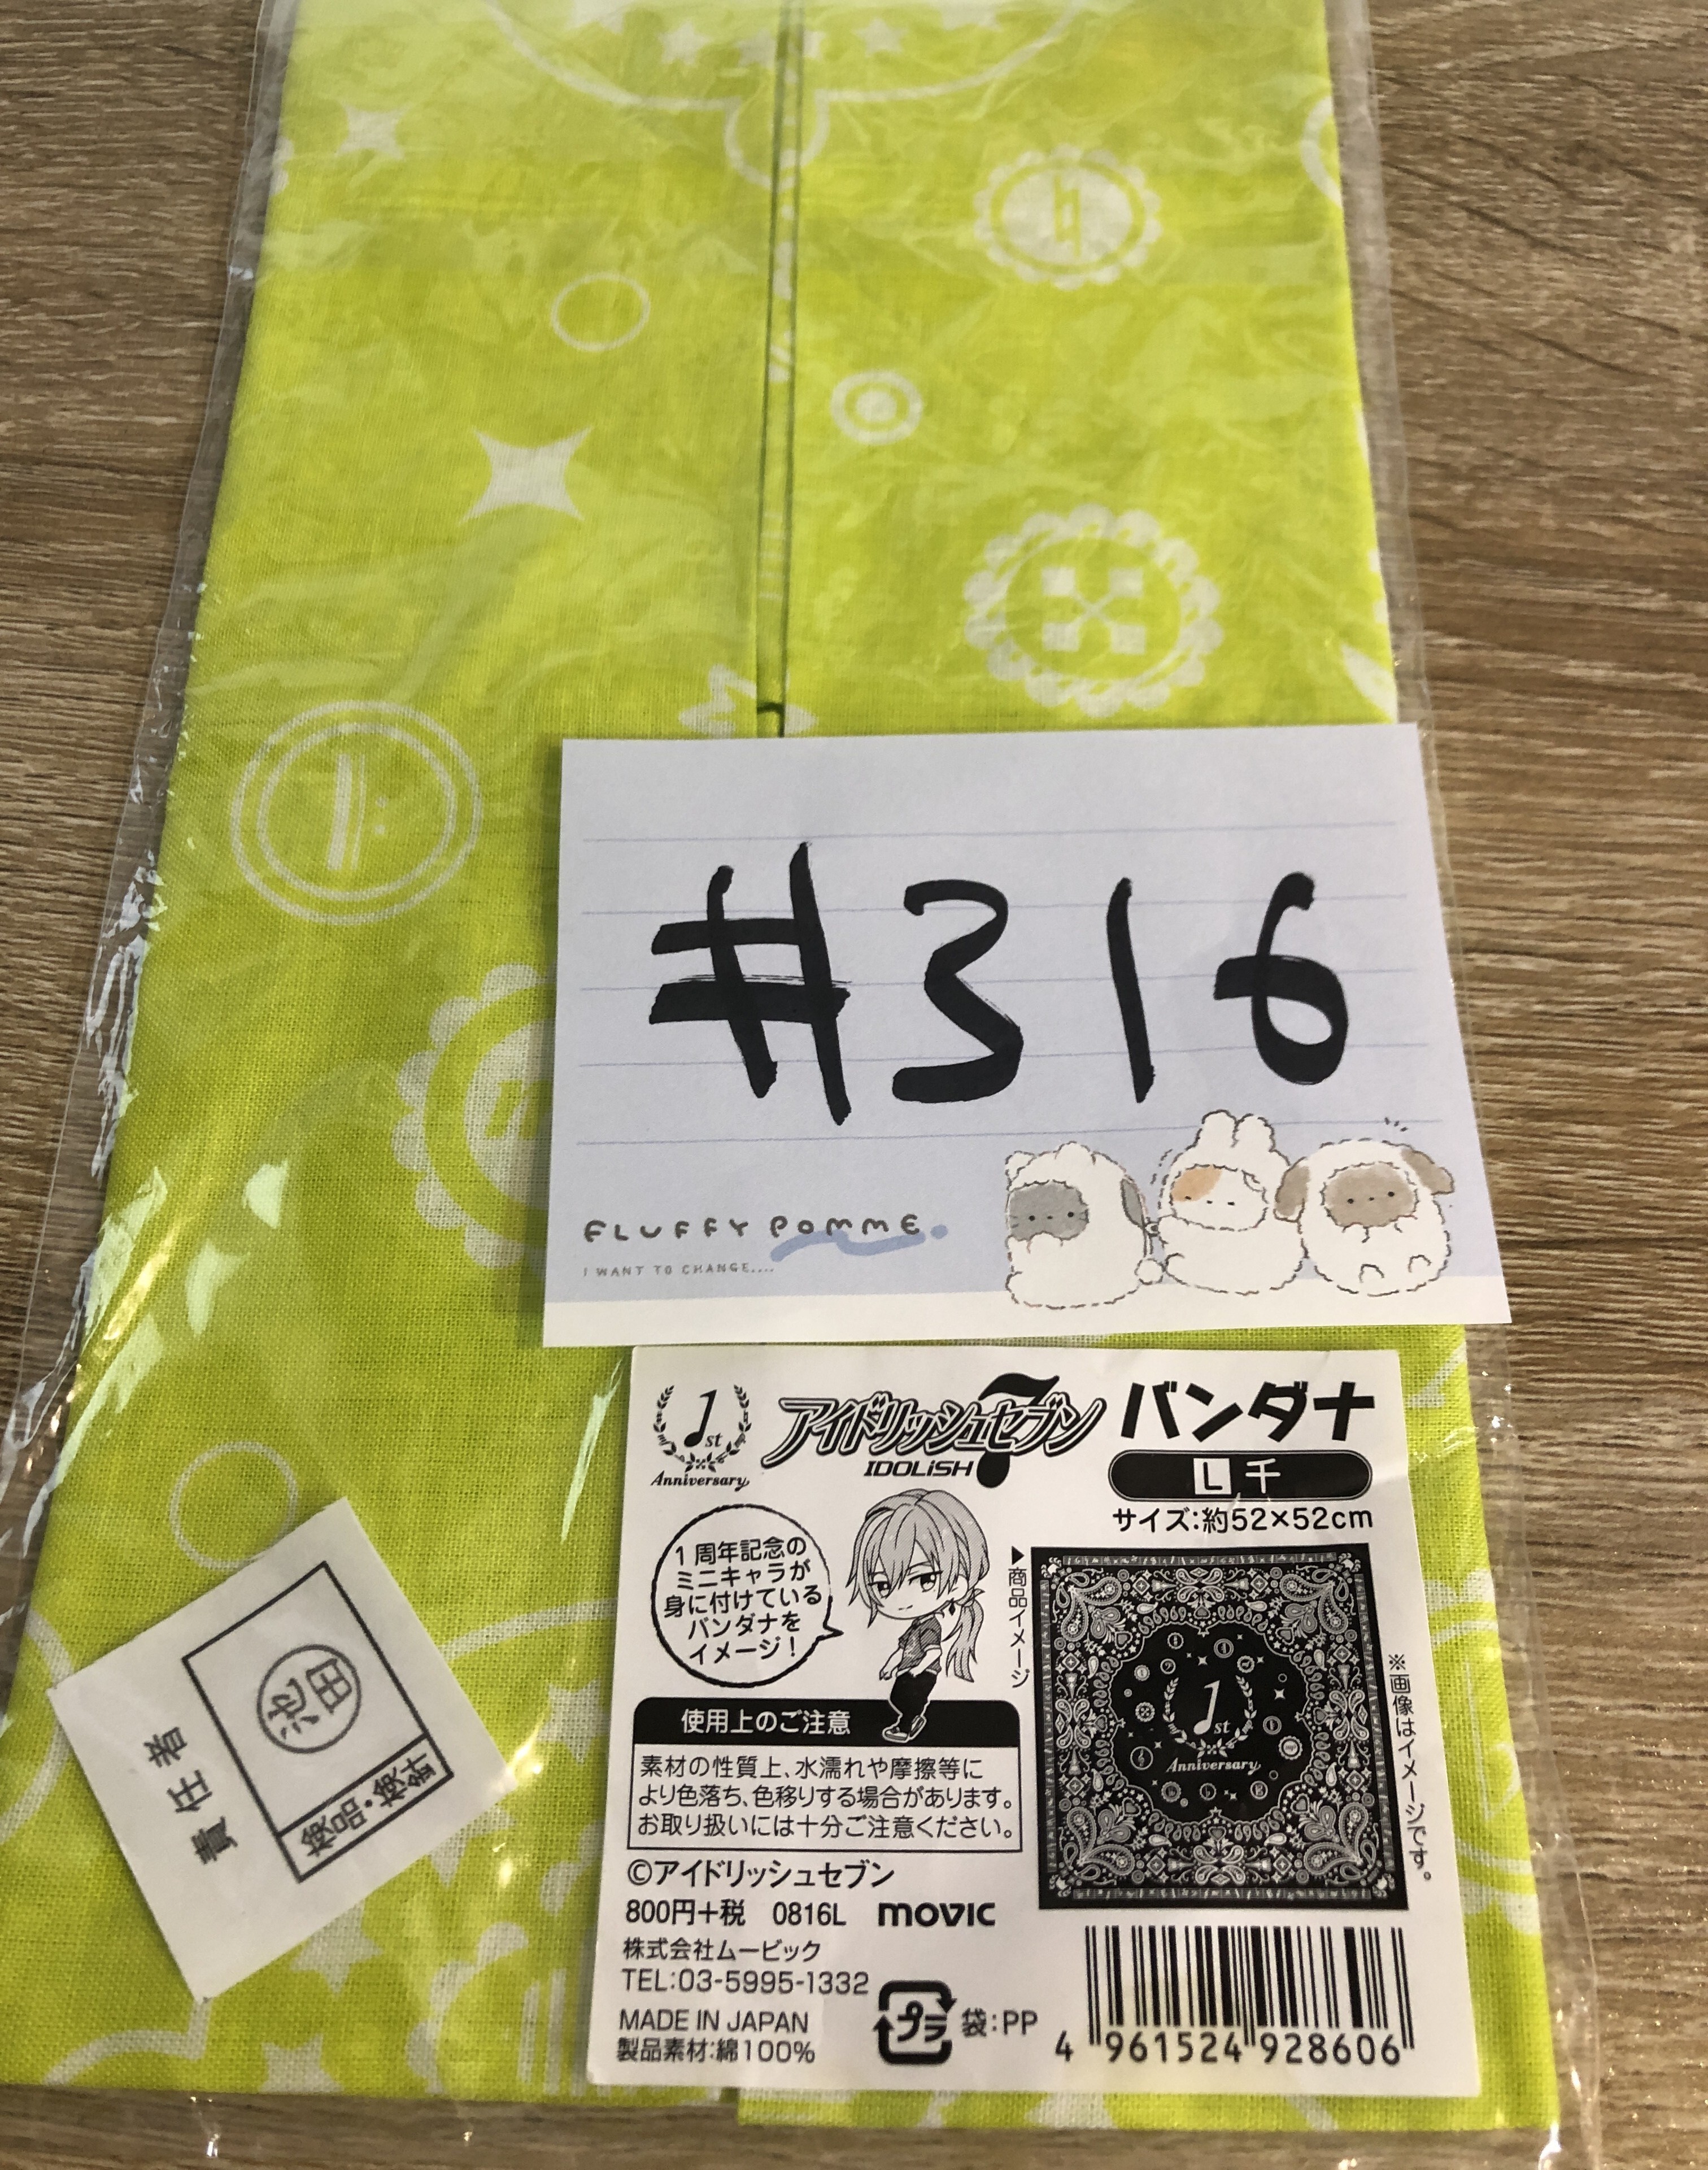 #316
FLUFFY POMME.
I WANT TO CHANGE....
1st
Anniversary
アイドリッシュセブン
IDOLiSH7
バンダナ
L 千
サイズ:約52×52cm
1周年記念の
ミニキャラが
身に付けている
バンダナを
イメージ!
▶商品イメージ
1st
Anniversary
※画像はイメージです。
使用上のご注意
素材の性質上、水濡れや摩擦等に
より色落ち、色移りする場合があります。
お取り扱いには十分ご注意ください。
©アイドリッシュセブン
800円+税 0816L movic
株式会社ムービック
TEL:03-5995-1332
MADE IN JAPAN
製品素材:綿100%
プラ 袋:PP
4 961524 928606
責任者
池田
検品・検針